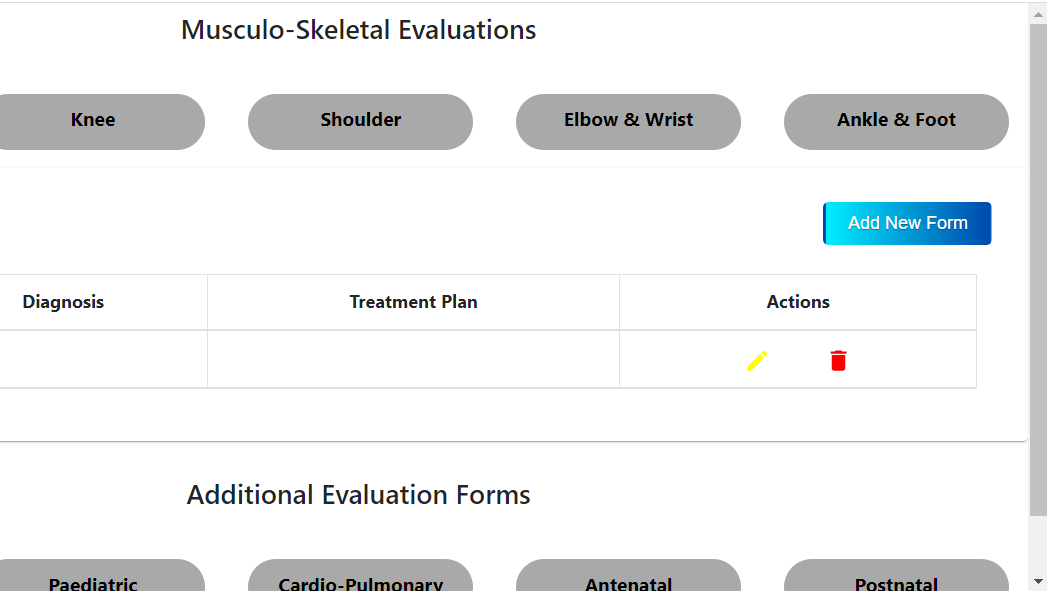 Musculo-Skeletal Evaluations
Knee Shoulder Elbow & Wrist Ankle & Foot
Add New Form
Diagnosis Treatment Plan Actions
Additional Evaluation Forms
Paediatric Cardio-Pulmonary Antenatal Postnatal